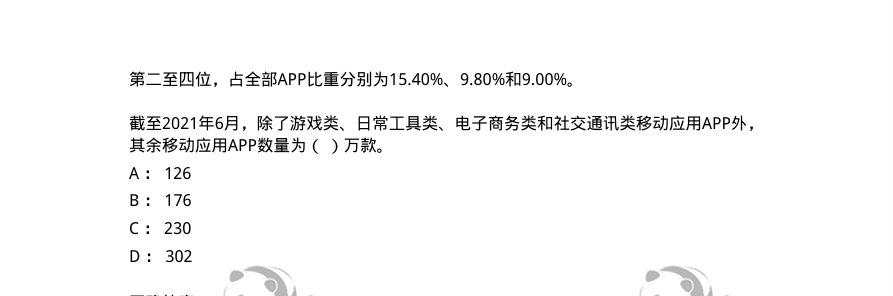 第二至四位，占全部APP比重分别为15.40%、9.80%和9.00%。
截至2021年6月，除了游戏类、日常工具类、电子商务类和社交通讯类移动应用APP外，
其余移动应用APP数量为（ ）万款。
A： 126
B： 176
C： 230
D： 302